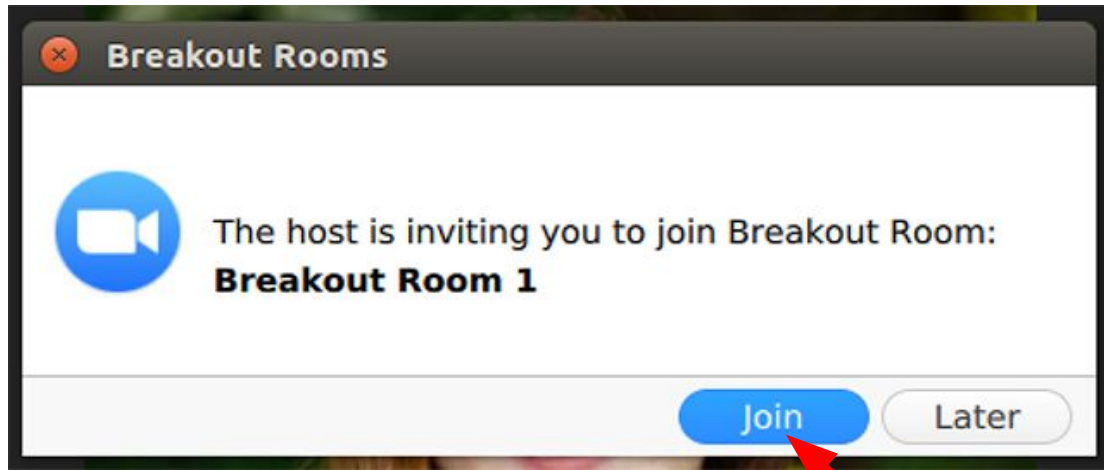 Breakout Rooms
The host is inviting you to join Breakout Room:
Breakout Room 1
Join Later